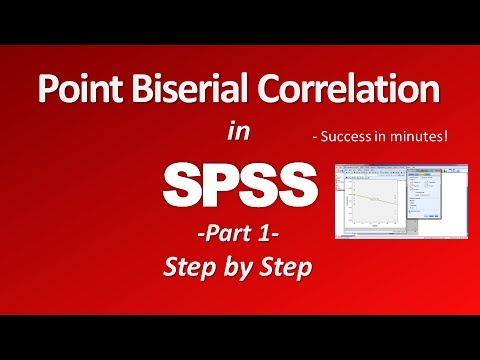 Point Biserial Correlation
in
- Success in minutes!
SPSS
-Part 1-
Step by Step